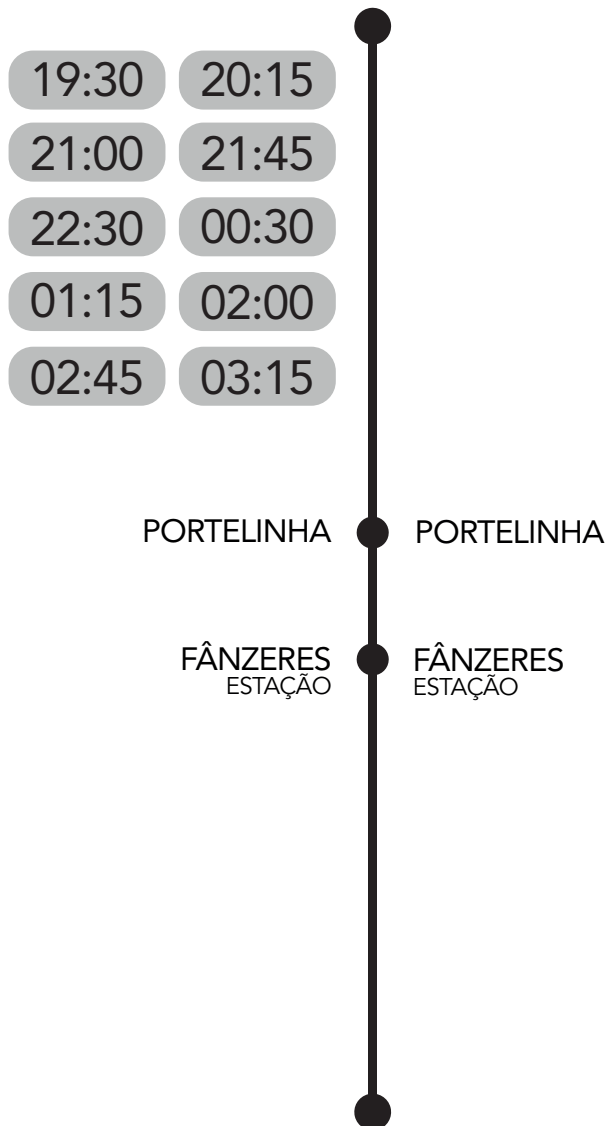 19:30 20:15
21:00 21:45
22:30 00:30
01:15 02:00
02:45 03:15
PORTELINHA PORTELINHA
FÂNZERES FÂNZERES
ESTAÇÃO ESTAÇÃO